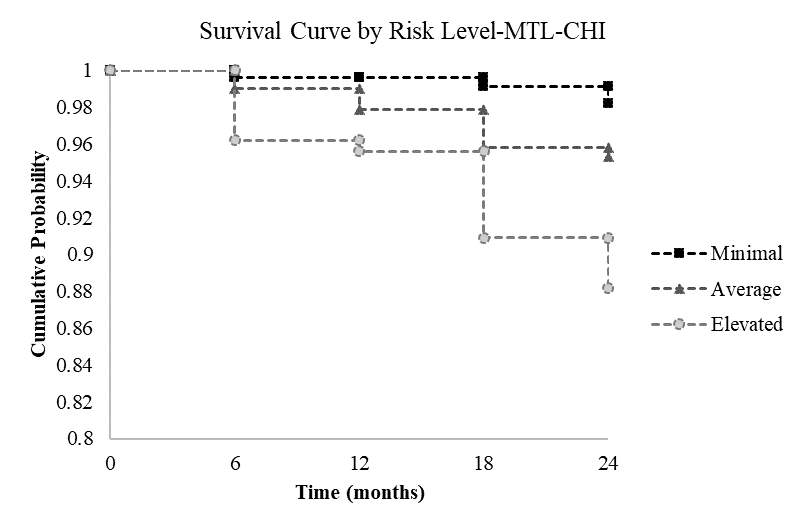 Survival Curve by Risk Level-MTL-CHI
1
0.98
0.96
0.94
0.92
0.9
0.88
0.86
0.84
0.82
0.8
Cumulative Probability
0 6 12 18 24
Time (months)
Minimal
Average
Elevated